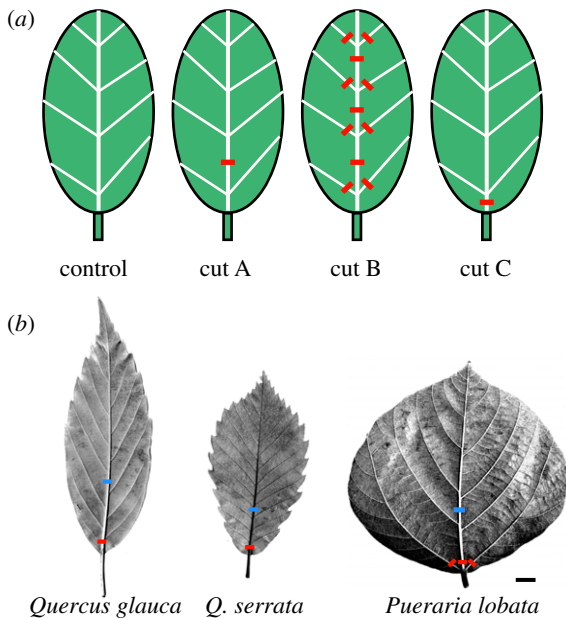 (a)
control cut A cut B cut C
(b)
Quercus glauca Q. serrata Pueraria lobata